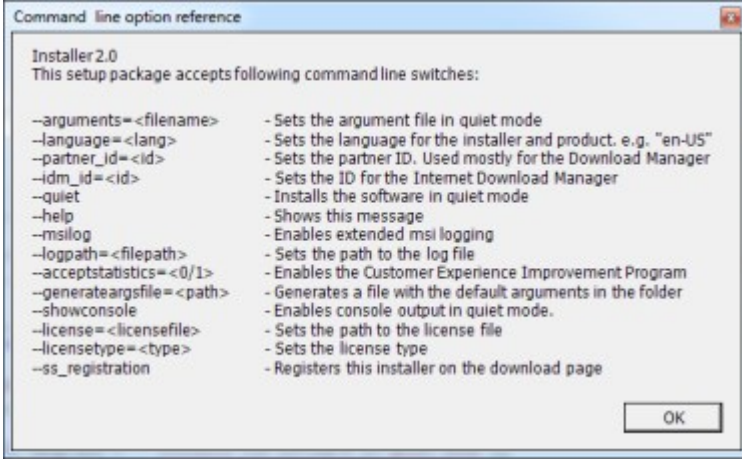 Command line option reference
Installer2.0
This setup package accepts following command line switches:
--arguments=<filename> - Sets the argument file in quiet mode
--language=<lang> - Sets the language for the installer and product. e.g. "en-US"
--partner_id=<id> - Sets the partner ID. Used mostly for the Download Manager
--idm_id=<id> - Sets the ID for the Internet Download Manager
--quiet - Installs the software in quiet mode
--help - Shows this message
--msilog - Enables extended msi logging
--logpath=<filepath> - Sets the path to the log file
--acceptstatistics=<0/1> - Enables the Customer Experience Improvement Program
--generateargsfile=<path> - Generates a file with the default arguments in the folder
--showconsole - Enables console output in quiet mode.
--license=<licensefile> - Sets the path to the license file
--licensetype=<type> - Sets the license type
--ss_registration - Registers this installer on the download page
OK